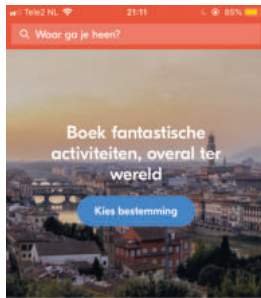 Tele2 NL 21:11 85%
Waar ga je heen?
Boek fantastische
activiteiten, overal ter
wereld
Kies bestemming